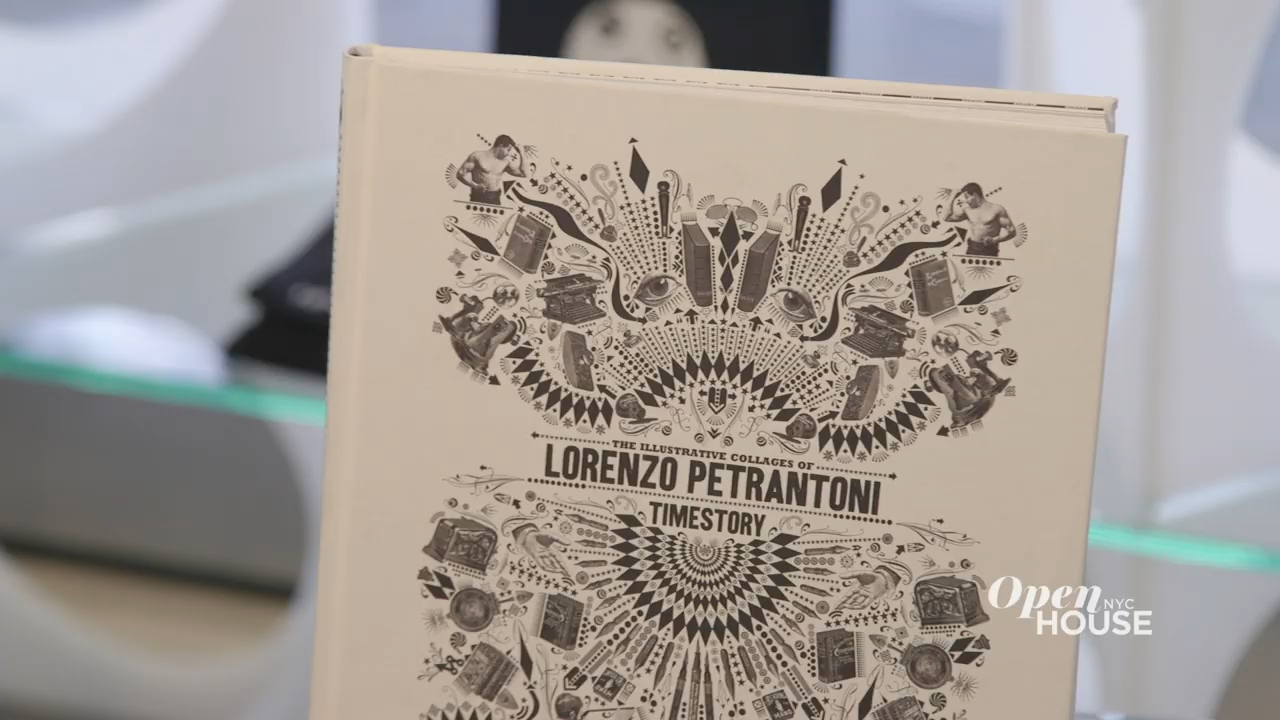 THE ILLUSTRATIVE COLLAGES OF
LORENZO PETRANTONI
TIMESTORY
Open NYC
HOUSE